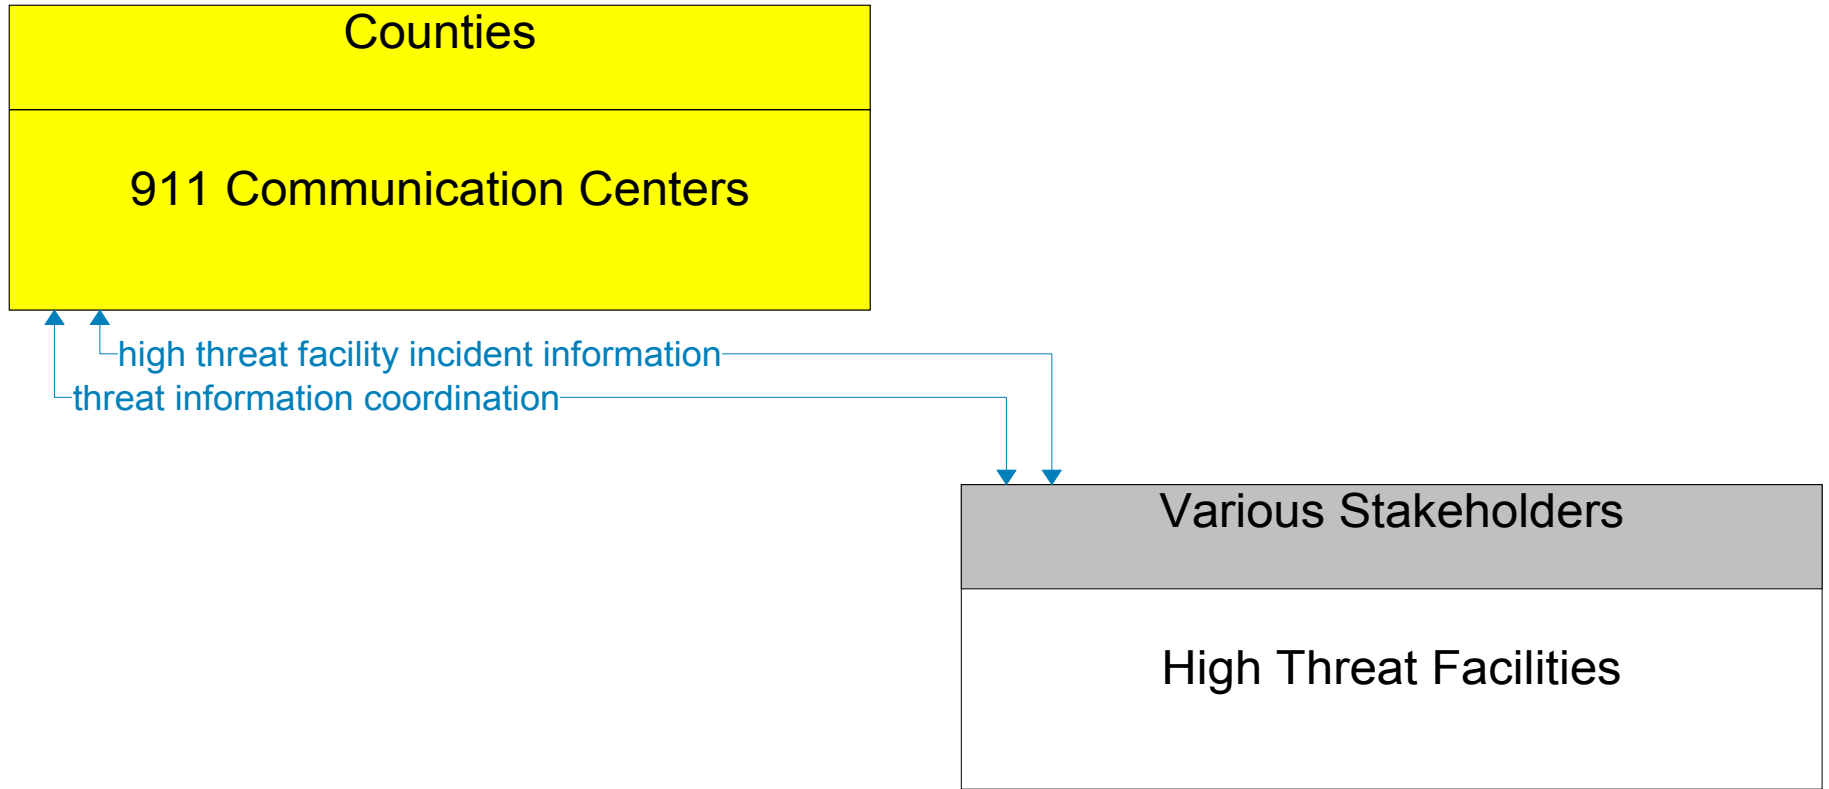 Counties
911 Communication Centers
high threat facility incident information
threat information coordination
Various Stakeholders
High Threat Facilities